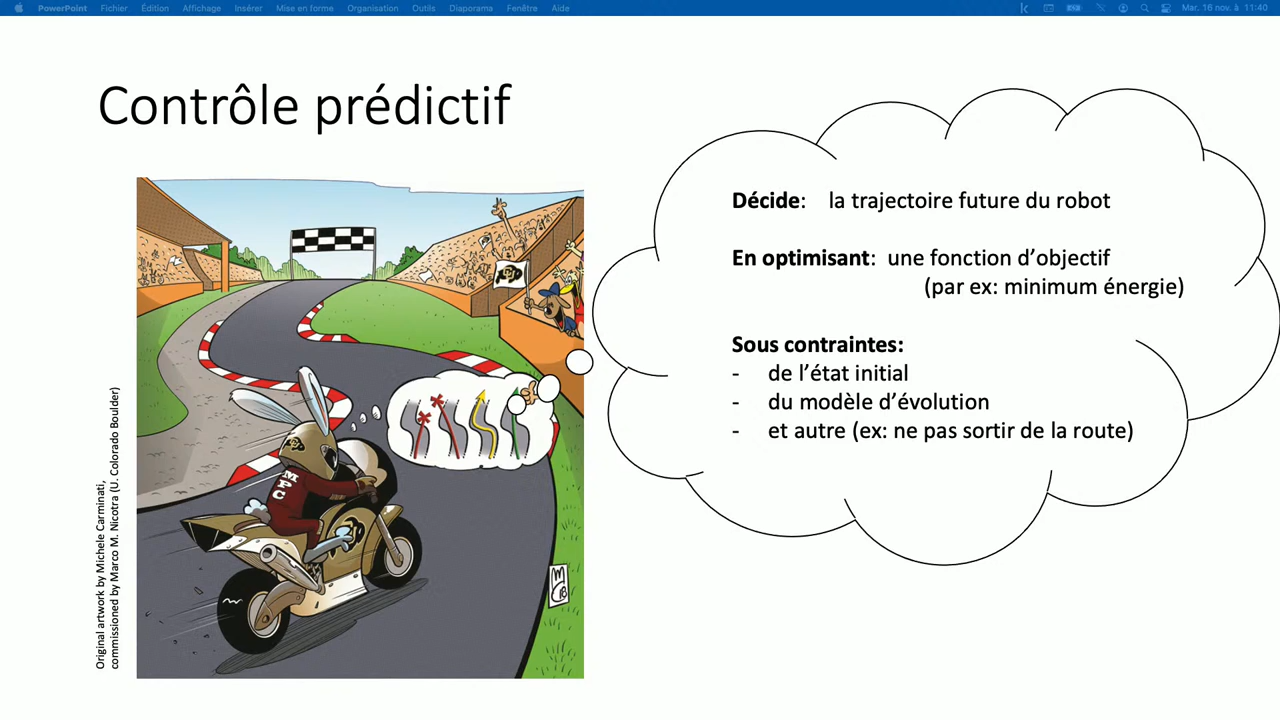 PowerPoint Fichier Édition Affichage Insérer Mise en forme Organisation Outils Diaporama Fenêtre Aide Mar. 16 nov. à 11:40
Contrôle prédictif
Décide: la trajectoire future du robot
En optimisant: une fonction d’objectif
(par ex: minimum énergie)
Sous contraintes:
- de l’état initial
- du modèle d’évolution
- et autre (ex: ne pas sortir de la route)
MPC
Original artwork by Michele Carminati,
commissioned by Marco M. Nicotra (U. Colorado Boulder)